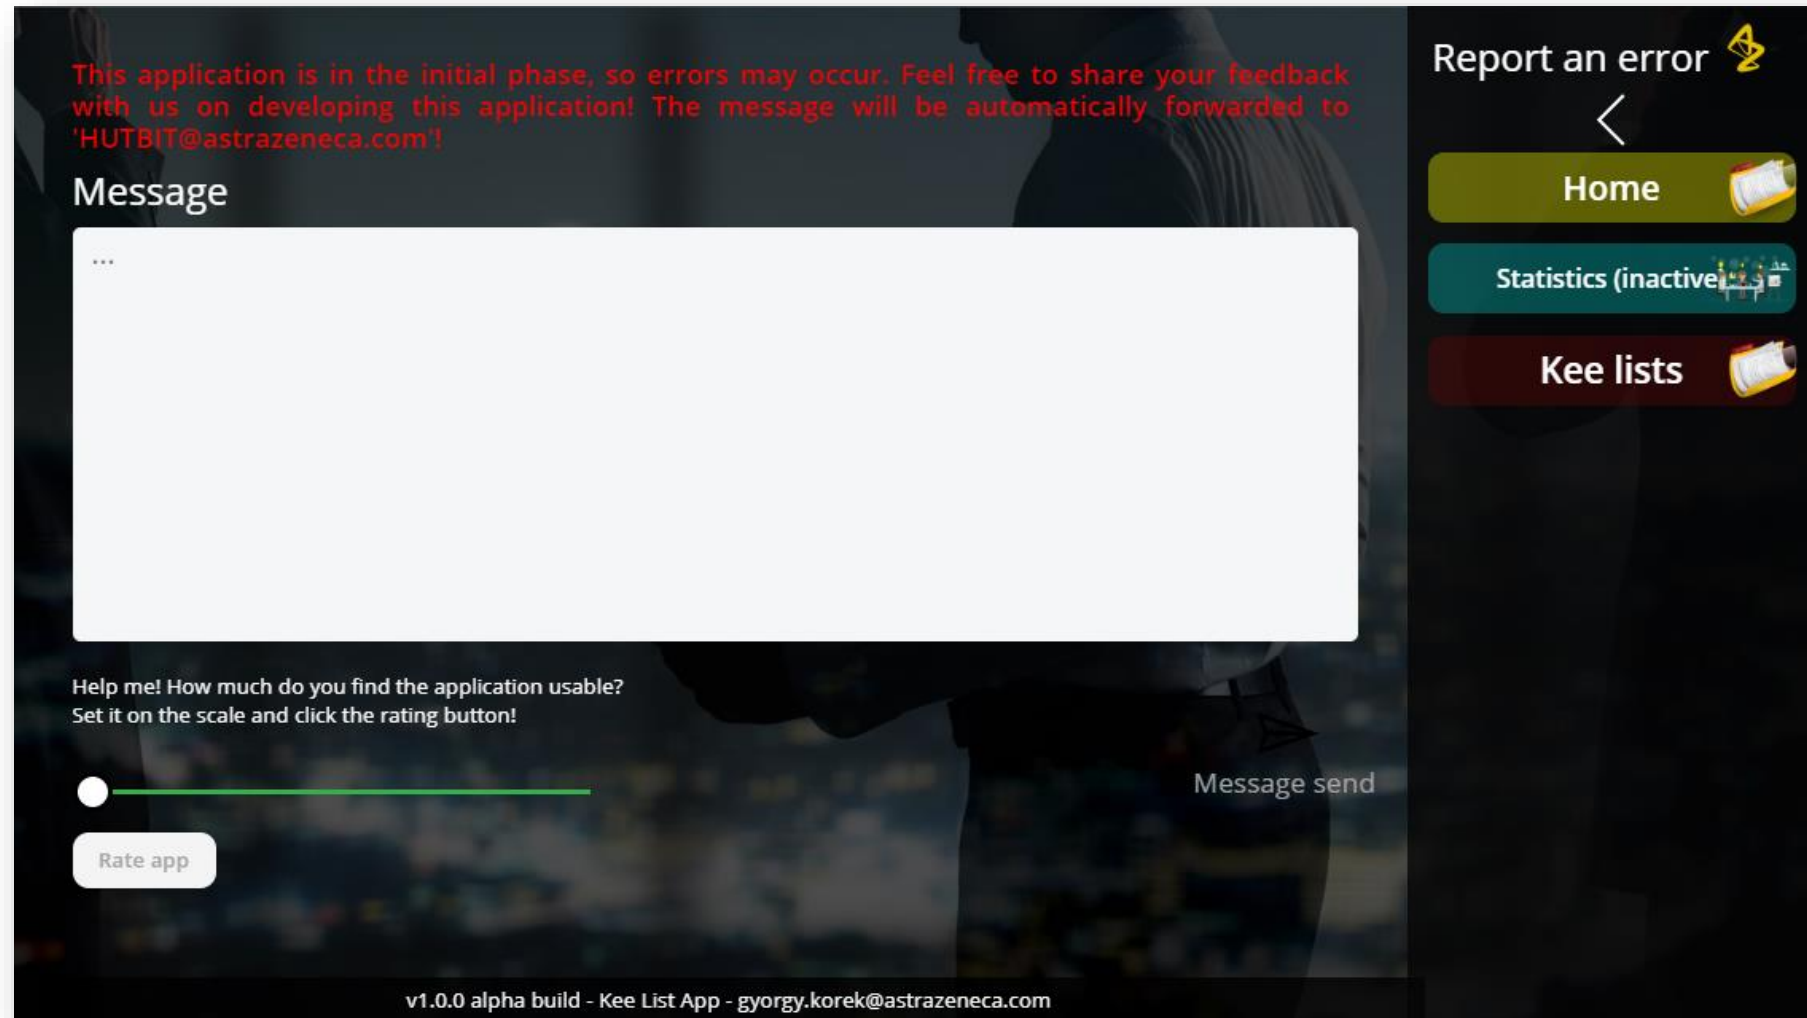 This application is in the initial phase, so errors may occur. Feel free to share your feedback
with us on developing this application! The message will be automatically forwarded to
'HUTBIT@astrazeneca.com'!
Message
...
Help me! How much do you find the application usable?
Set it on the scale and click the rating button!
Message send
Rate app
v1.0.0 alpha build - Kee List App - gyorgy.korek@astrazeneca.com
Report an error
Home
Statistics (inactive
Kee lists